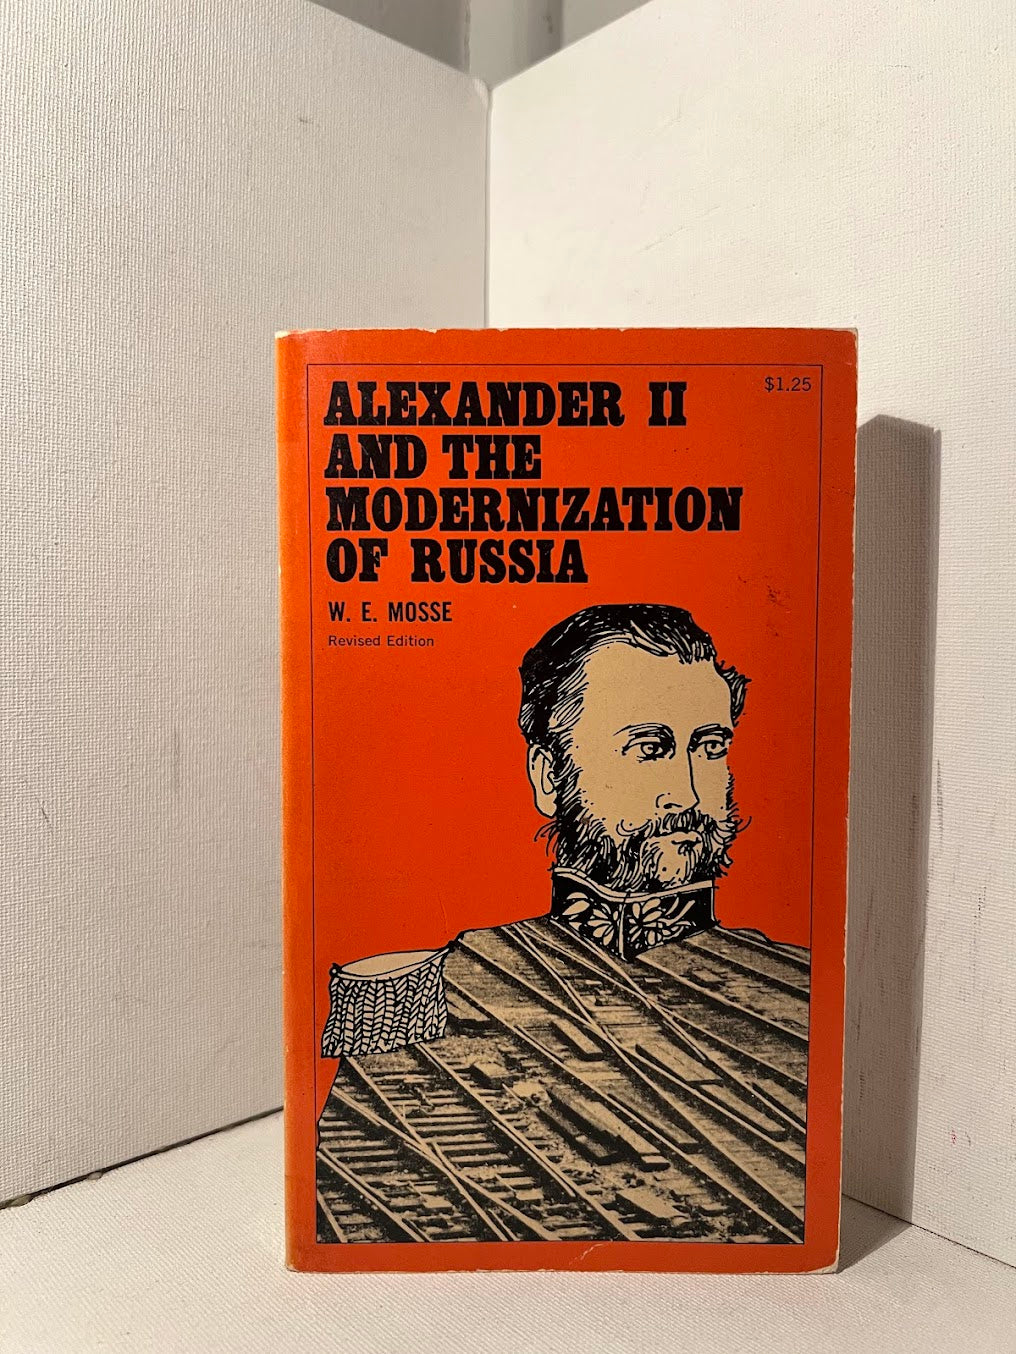 $1.25
ALEXANDER II
AND THE
MODERNIZATION
OF RUSSIA
W. E. MOSSE
Revised Edition